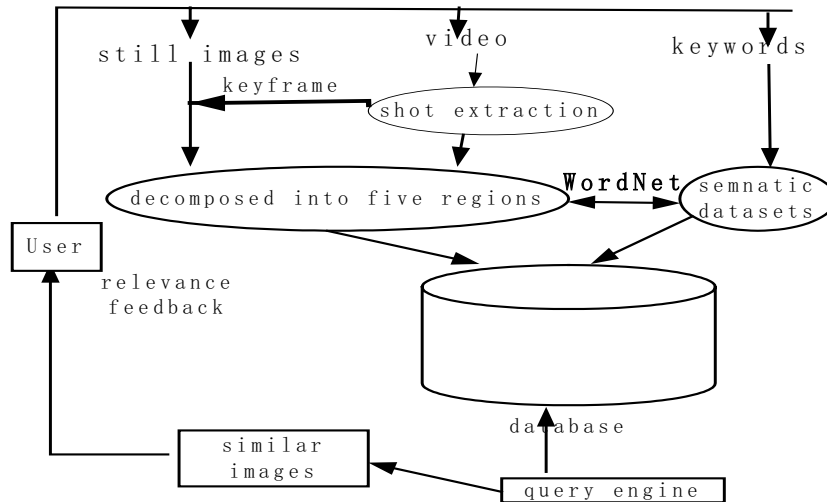 still images
video
keywords
keyframe
shot extraction
WordNet
decomposed into five regions
semnatic
datasets
User
relevance
feedback
database
similar
images
query engine